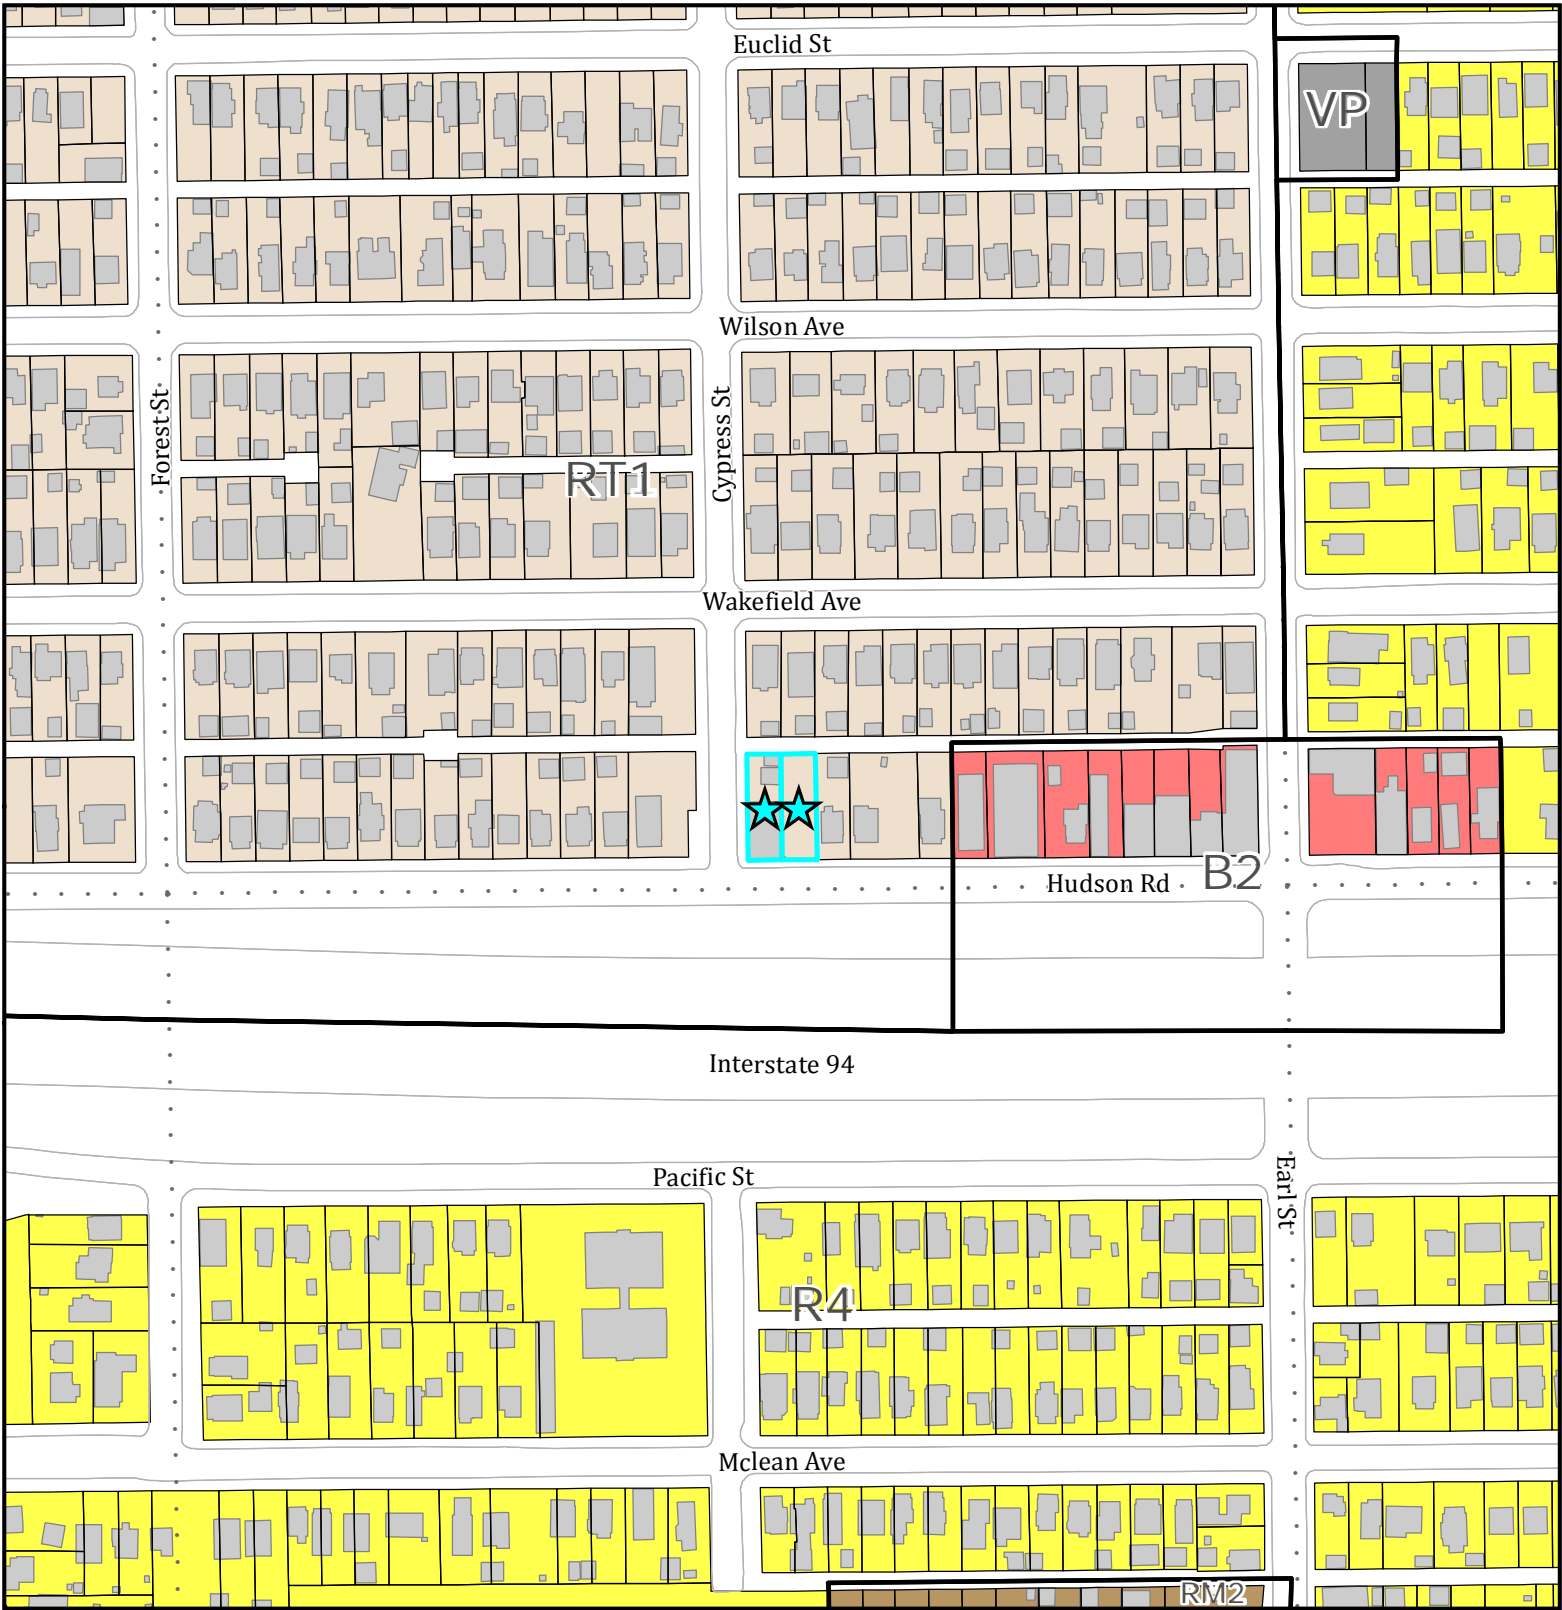 Euclid St
VP
Wilson Ave
Forest St
Cypress St
RT1
Wakefield Ave
B2
Hudson Rd
Interstate 94
Pacific St
Earl St
R4
Mclean Ave
RM2